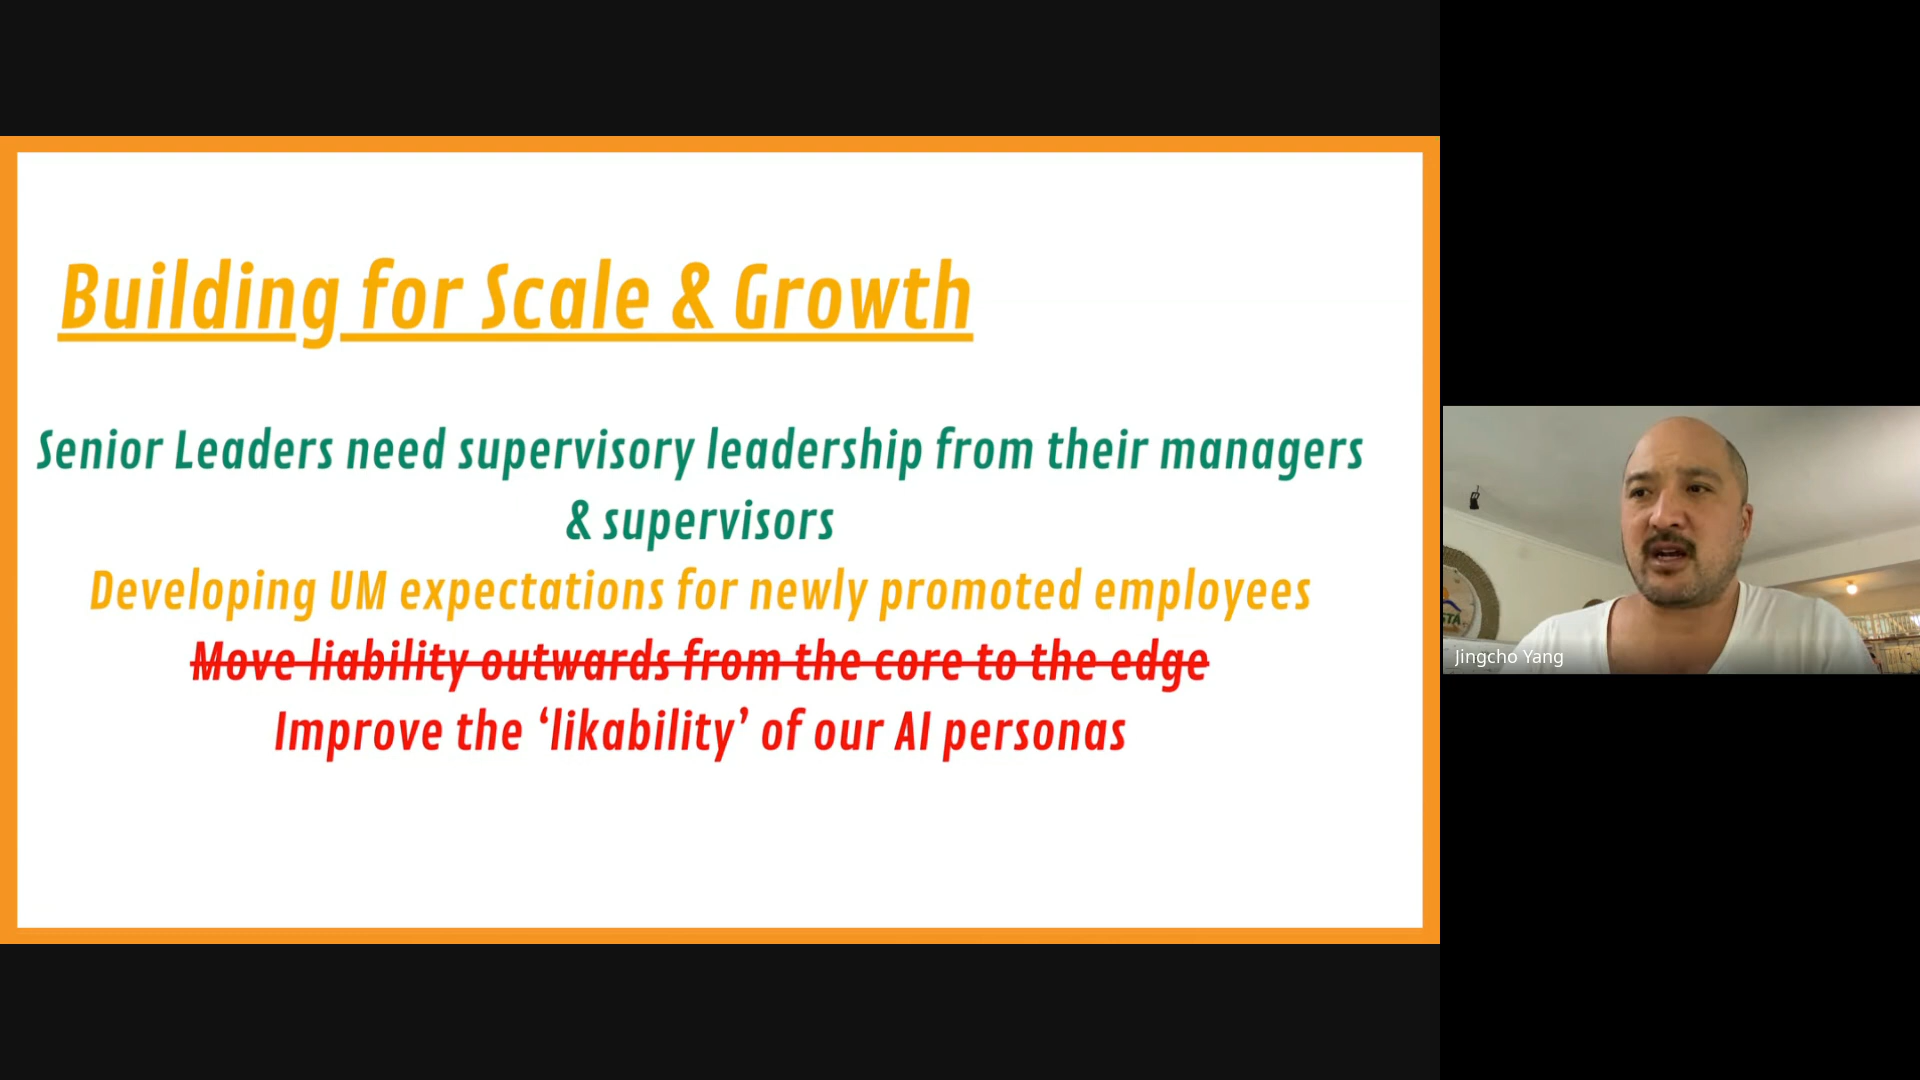 Building for Scale & Growth
Senior Leaders need supervisory leadership from their managers
& supervisors
Developing UM expectations for newly promoted employees
Move liability outwards from the core to the edge
Improve the ‘likability’ of our AI personas
Jingcho Yang